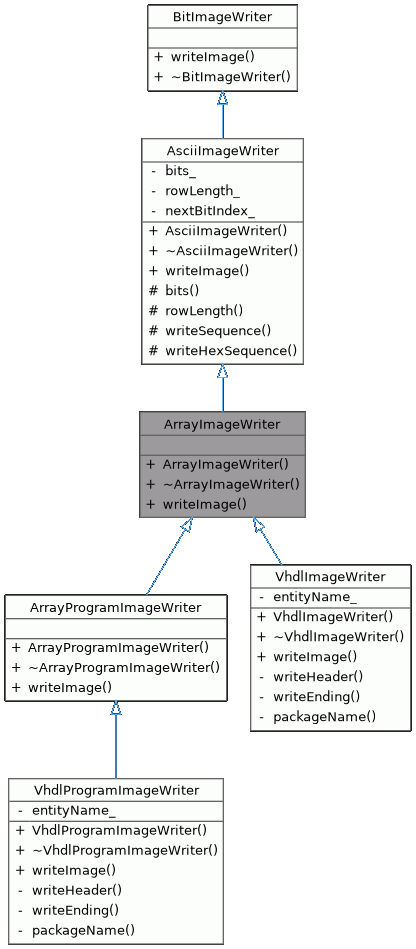 BitImageWriter
+ writeImage()
+ ~BitImageWriter()
AsciiImageWriter
- bits_
- rowLength_
- nextBitIndex_
+ AsciiImageWriter()
+ ~AsciiImageWriter()
+ writeImage()
# bits()
# rowLength()
# writeSequence()
# writeHexSequence()
ArrayImageWriter
+ ArrayImageWriter()
+ ~ArrayImageWriter()
+ writeImage()
ArrayProgramImageWriter
+ ArrayProgramImageWriter()
+ ~ArrayProgramImageWriter()
+ writeImage()
VhdlImageWriter
- entityName_
+ VhdlImageWriter()
+ ~VhdlImageWriter()
+ writeImage()
- writeHeader()
- writeEnding()
- packageName()
VhdlProgramImageWriter
- entityName_
+ VhdlProgramImageWriter()
+ ~VhdlProgramImageWriter()
+ writeImage()
- writeHeader()
- writeEnding()
- packageName()